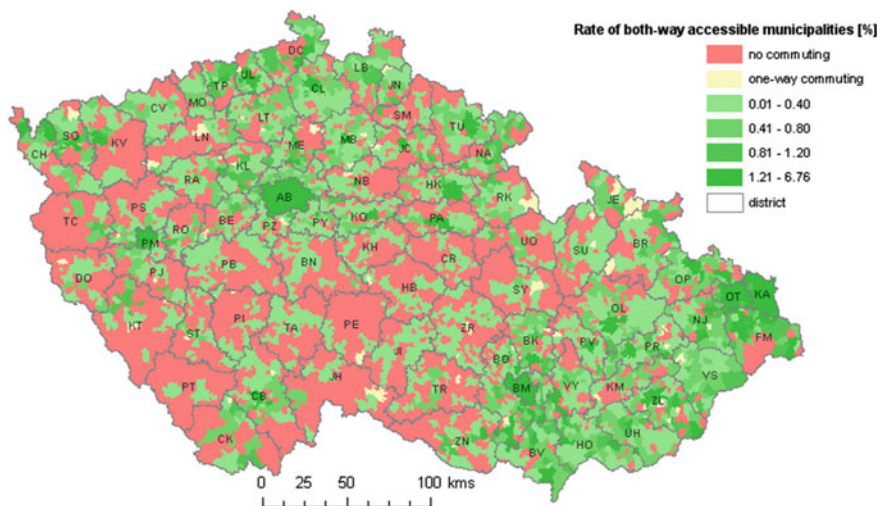 Rate of both-way accessible municipalities [%]
no commuting
one-way commuting
0.01 - 0.40
0.41 - 0.80
0.81 - 1.20
1.21 - 6.76
district
DC
LB
TP
UL
CL
JN
CV
MO
LT
SM
TU
SO
LN
ME
MB
JC
NA
CH
KV
KL
RA
AB
NB
HK
RK
JE
TC
PS
RO
BE
PZ
PY
KO
PA
PM
UO
SU
BR
DO
PJ
PB
BN
KH
CR
OP
HB
SY
OL
OT
KA
KT
ST
PI
TA
PE
ZR
NJ
BK
PV
PR
FM
JI
BO
PT
JH
TR
BM
VY
KM
VS
CB
ZL
CK
ZN
HO
UH
BV
0 25 50 100 kms